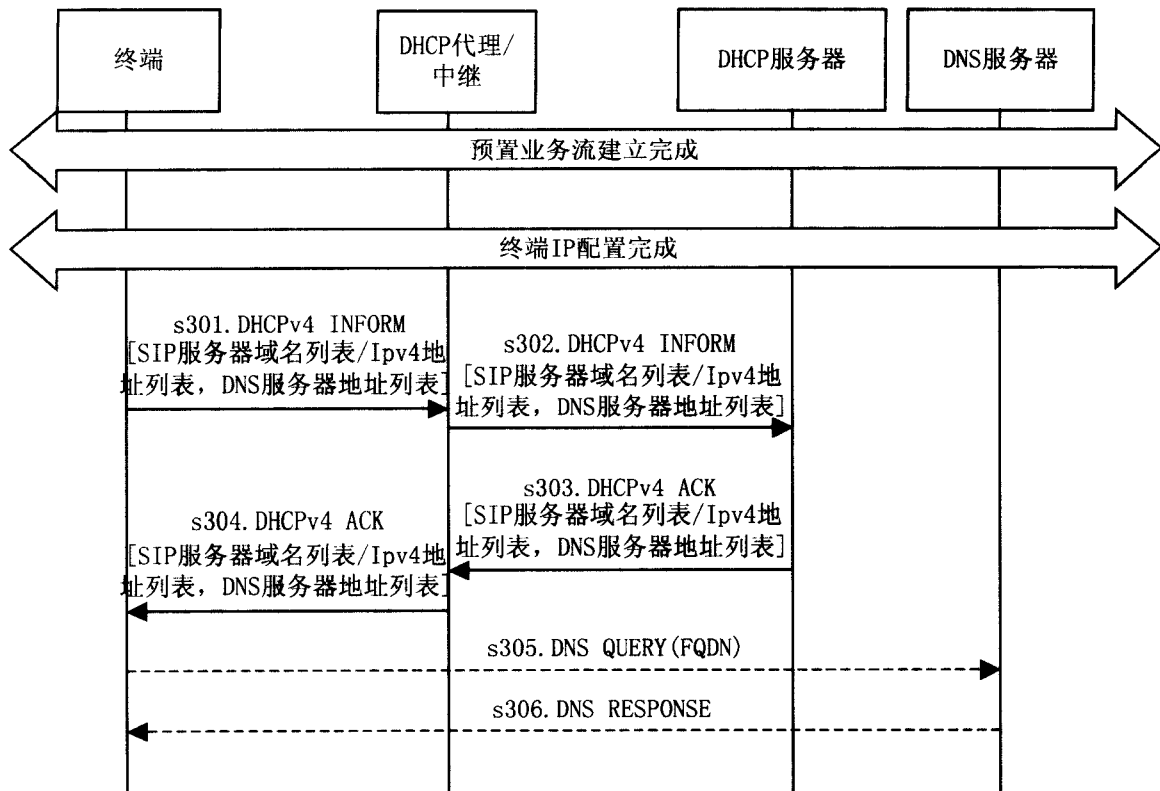 终端
DHCP代理/
中继
DHCP服务器
DNS服务器
预置业务流建立完成
终端IP配置完成
s301.DHCPv4 INFORM
[SIP服务器域名列表/Ipv4地
址列表，DNS服务器地址列表]
s302.DHCPv4 INFORM
[SIP服务器域名列表/Ipv4地
址列表，DNS服务器地址列表]
s303.DHCPv4 ACK
[SIP服务器域名列表/Ipv4地
址列表，DNS服务器地址列表]
s304.DHCPv4 ACK
[SIP服务器域名列表/Ipv4地
址列表，DNS服务器地址列表]
s305.DNS QUERY(FQDN)
s306.DNS RESPONSE